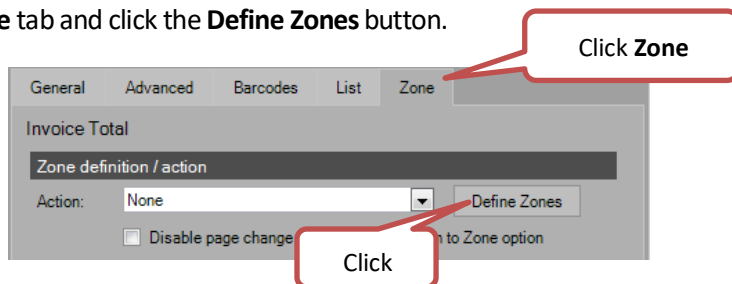 e tab and click the Define Zones button.
Click Zone
General Advanced Barcodes List Zone
Invoice Total
Zone definition / action
Action: None Define Zones
Disable page change to Zone option
Click